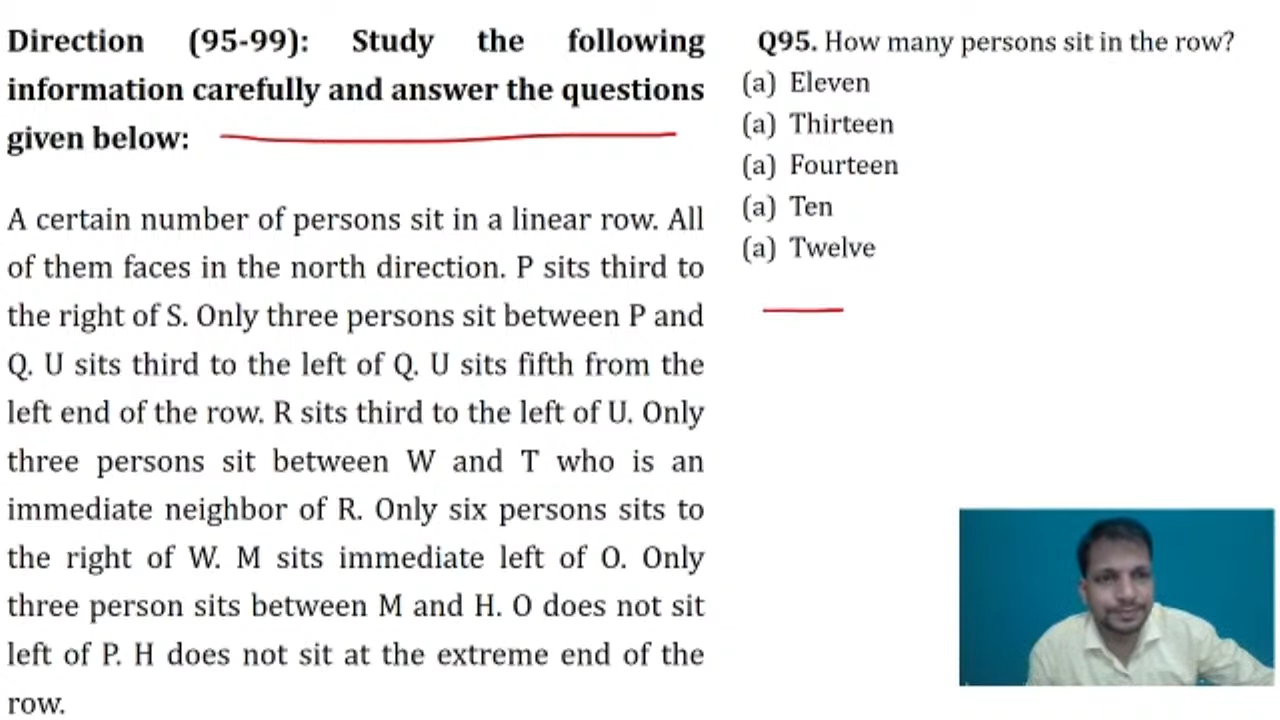 Direction (95-99): Study the following
information carefully and answer the questions
given below:
A certain number of persons sit in a linear row. All
of them faces in the north direction. P sits third to
the right of S. Only three persons sit between P and
Q. U sits third to the left of Q. U sits fifth from the
left end of the row. R sits third to the left of U. Only
three persons sit between W and T who is an
immediate neighbor of R. Only six persons sits to
the right of W. M sits immediate left of O. Only
three person sits between M and H. O does not sit
left of P. H does not sit at the extreme end of the
row.
Q95. How many persons sit in the row?
(a) Eleven
(a) Thirteen
(a) Fourteen
(a) Ten
(a) Twelve